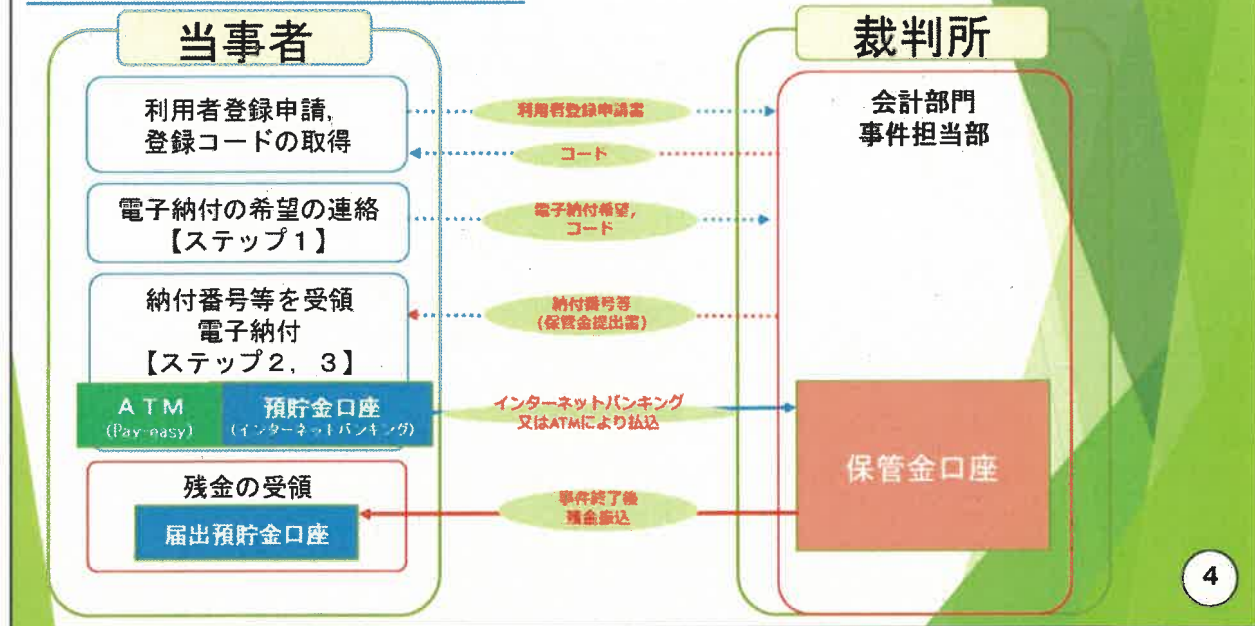 当事者
裁判所
利用者登録申請,
登録コードの取得
利用者登録申請書
コード
会計部門
事件担当部
電子納付の希望の連絡
【ステップ1】
電子納付希望,
コード
納付番号等を受領
電子納付
【ステップ2, 3】
納付番号等
(保管金提出書)
ATM
(Pay-easy)
預貯金口座
(インターネットバンキング)
インターネットバンキング
又はATMにより払込
保管金口座
残金の受領
届出預貯金口座
事件終了後
残金振込
4